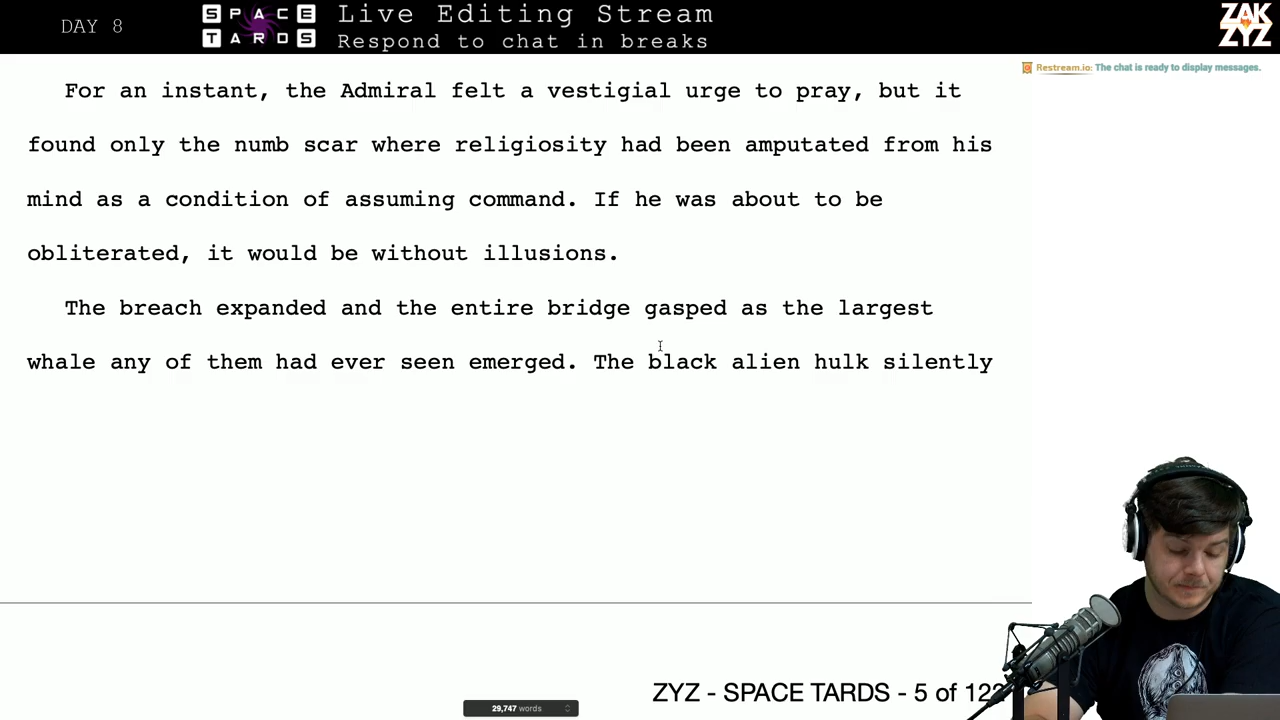 DAY 8
SPACE
TARDS
Live Editing Stream
Respond to chat in breaks
ZAK
ZYZ
Restream.io: The chat is ready to display messages.
For an instant, the Admiral felt a vestigial urge to pray, but it
found only the numb scar where religiosity had been amputated from his
mind as a condition of assuming command. If he was about to be
obliterated, it would be without illusions.
The breach expanded and the entire bridge gasped as the largest
whale any of them had ever seen emerged. The black alien hulk silently
ZYZ - SPACE TARDS - 5 of
29,747 words